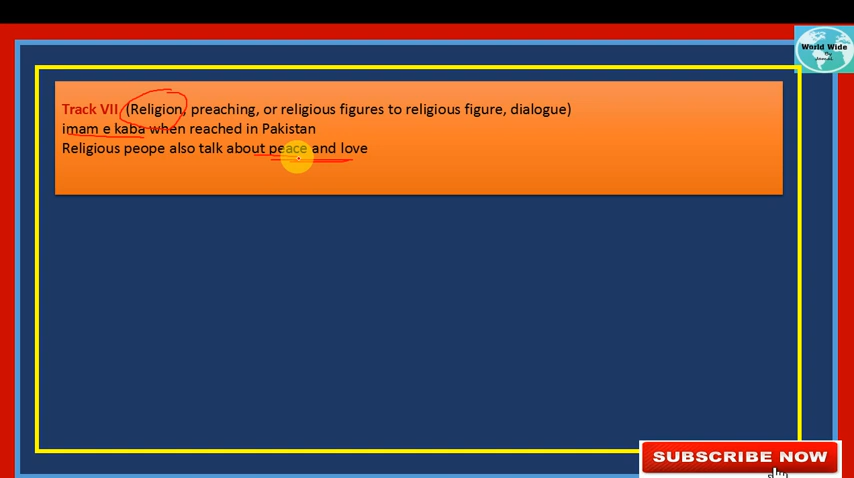 World Wide
By
Track VII (Religion, preaching, or religious figures to religious figure, dialogue)
imam e kaba when reached in Pakistan
Religious peope also talk about peace and love
SUBSCRIBE NOW